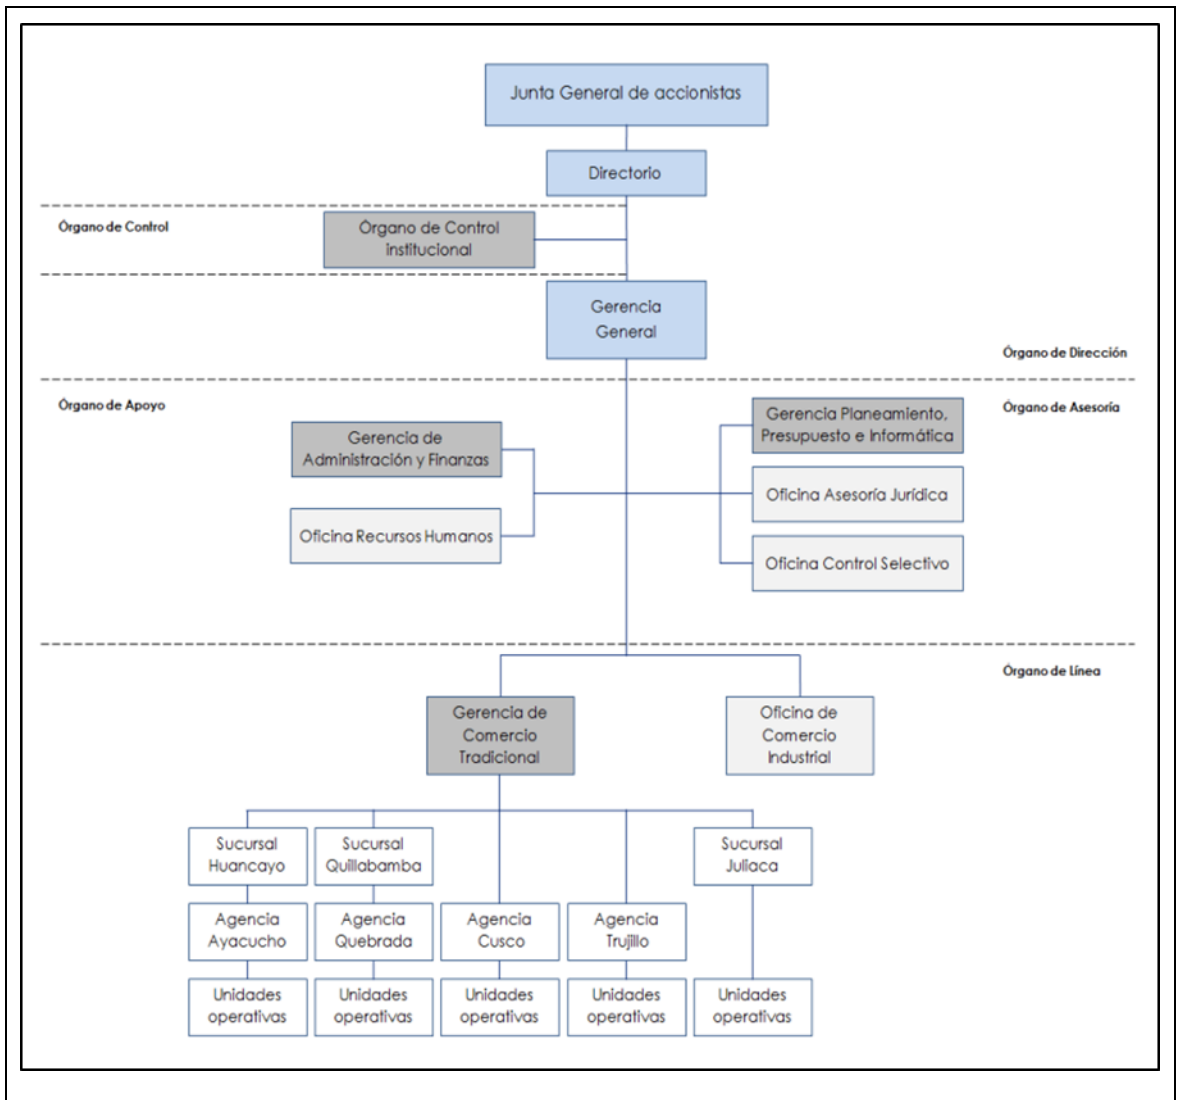 Junta General de accionistas
Directorio
Órgano de Control
Órgano de Control
institucional
Gerencia
General
Órgano de Dirección
Órgano de Apoyo
Órgano de Asesoría
Gerencia de
Administración y Finanzas
Oficina Recursos Humanos
Gerencia Planeamiento,
Presupuesto e Informática
Oficina Asesoría Jurídica
Oficina Control Selectivo
Órgano de Línea
Gerencia de
Comercio
Tradicional
Oficina de
Comercio
Industrial
Sucursal
Huancayo
Sucursal
Quillabamba
Sucursal
Juliaca
Agencia
Ayacucho
Agencia
Quebrada
Agencia
Cusco
Agencia
Trujillo
Unidades
operativas
Unidades
operativas
Unidades
operativas
Unidades
operativas
Unidades
operativas